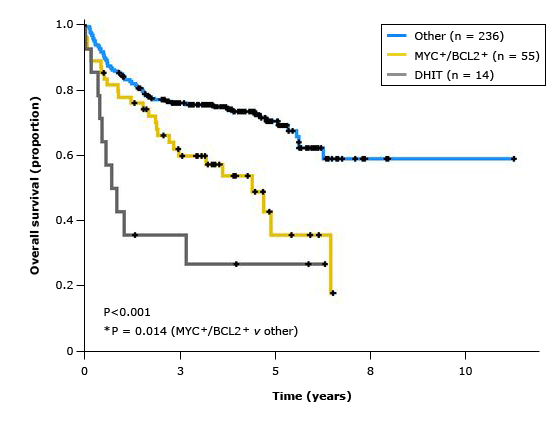 1.0
0.8
0.6
0.4
0.2
0
0
3
5
8
10
Overall survival (proportion)
Time (years)
Other (n = 236)
MYC⁺/BCL2⁺ (n = 55)
DHIT (n = 14)
P<0.001
*P = 0.014 (MYC⁺/BCL2⁺ v other)